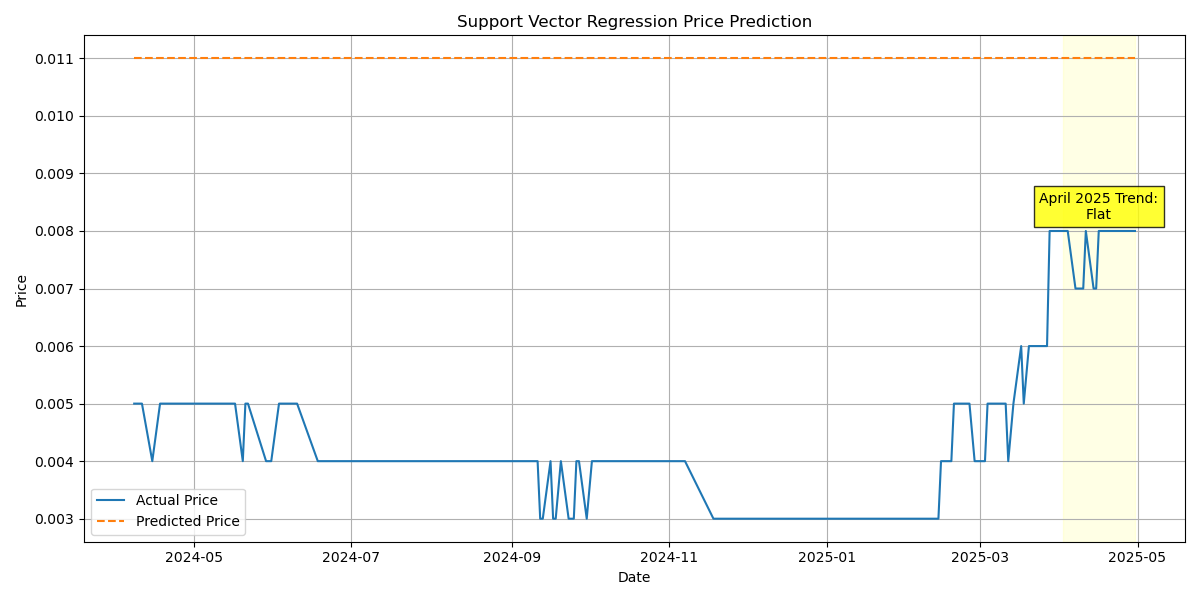 Support Vector Regression Price Prediction
0.011
0.010
0.009
0.008
0.007
0.006
0.005
0.004
0.003
Price
April 2025 Trend:
Flat
Actual Price
Predicted Price
2024-05
2024-07
2024-09
2024-11
2025-01
2025-03
2025-05
Date